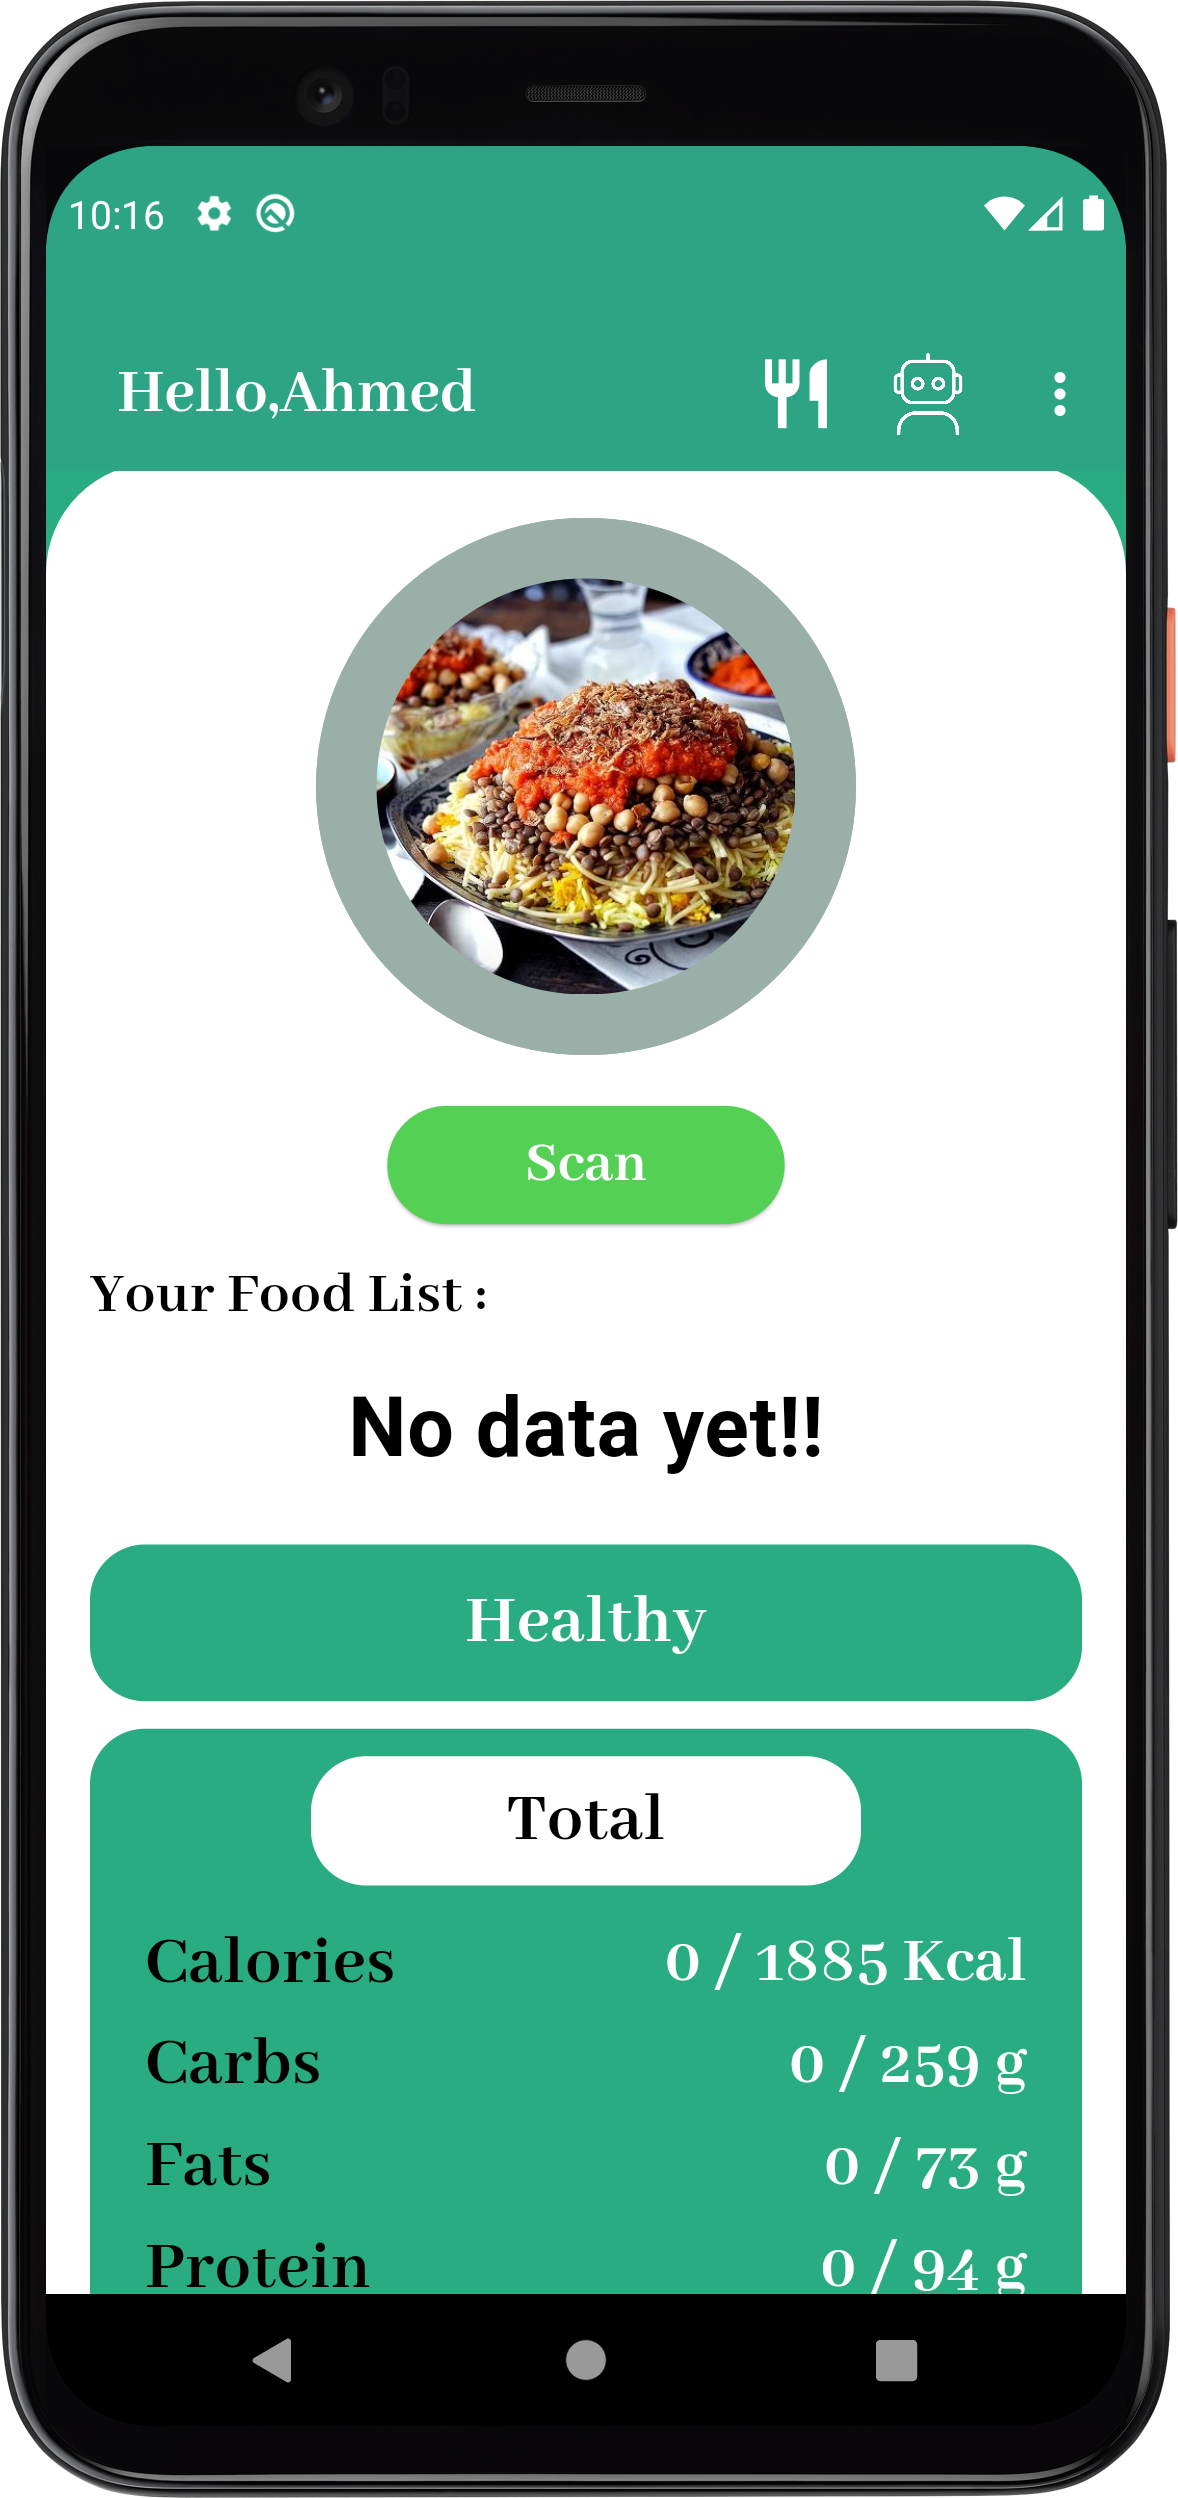 10:16
Hello,Ahmed
Scan
Your Food List :
No data yet!!
Healthy
Total
Calories 0 / 1885 Kcal
Carbs 0 / 259 g
Fats 0 / 73 g
Protein 0 / 94 g